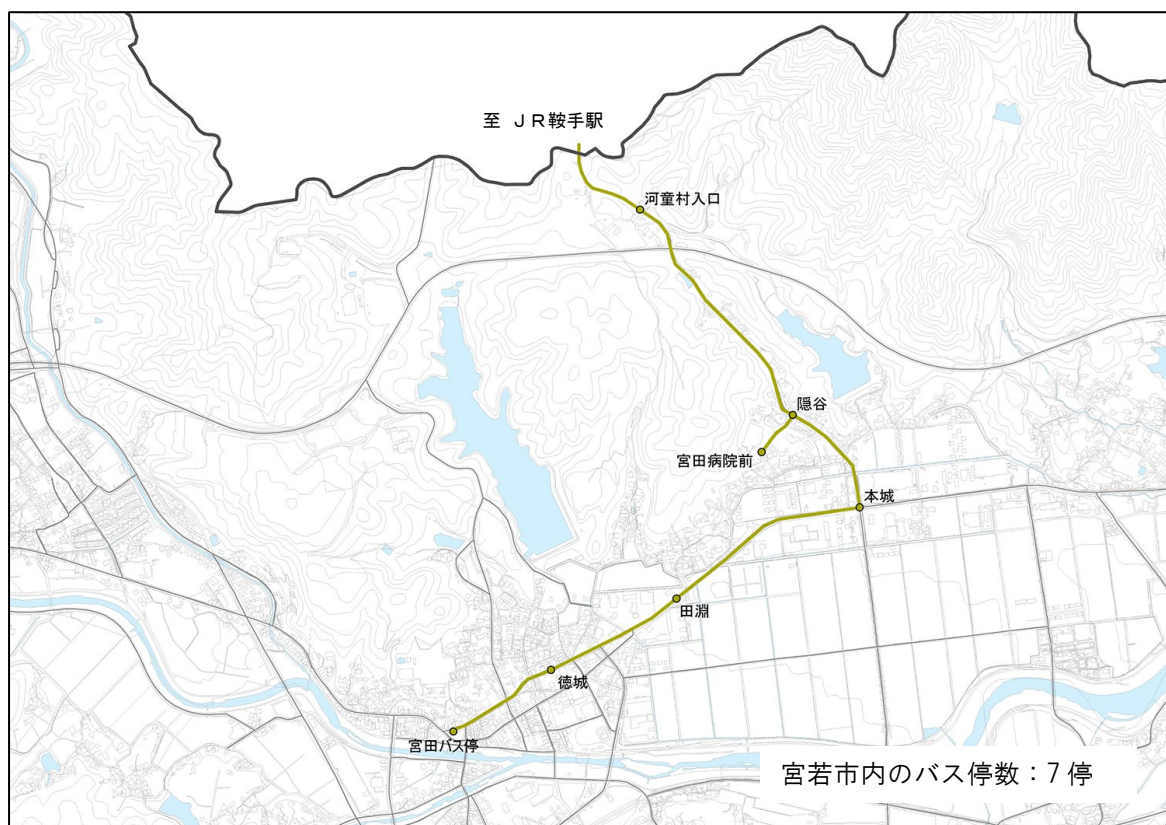 至 ＪＲ鞍手駅
河童村入口
隠谷
宮田病院前
本城
田淵
徳城
宮田バス停
宮若市内のバス停数：7停